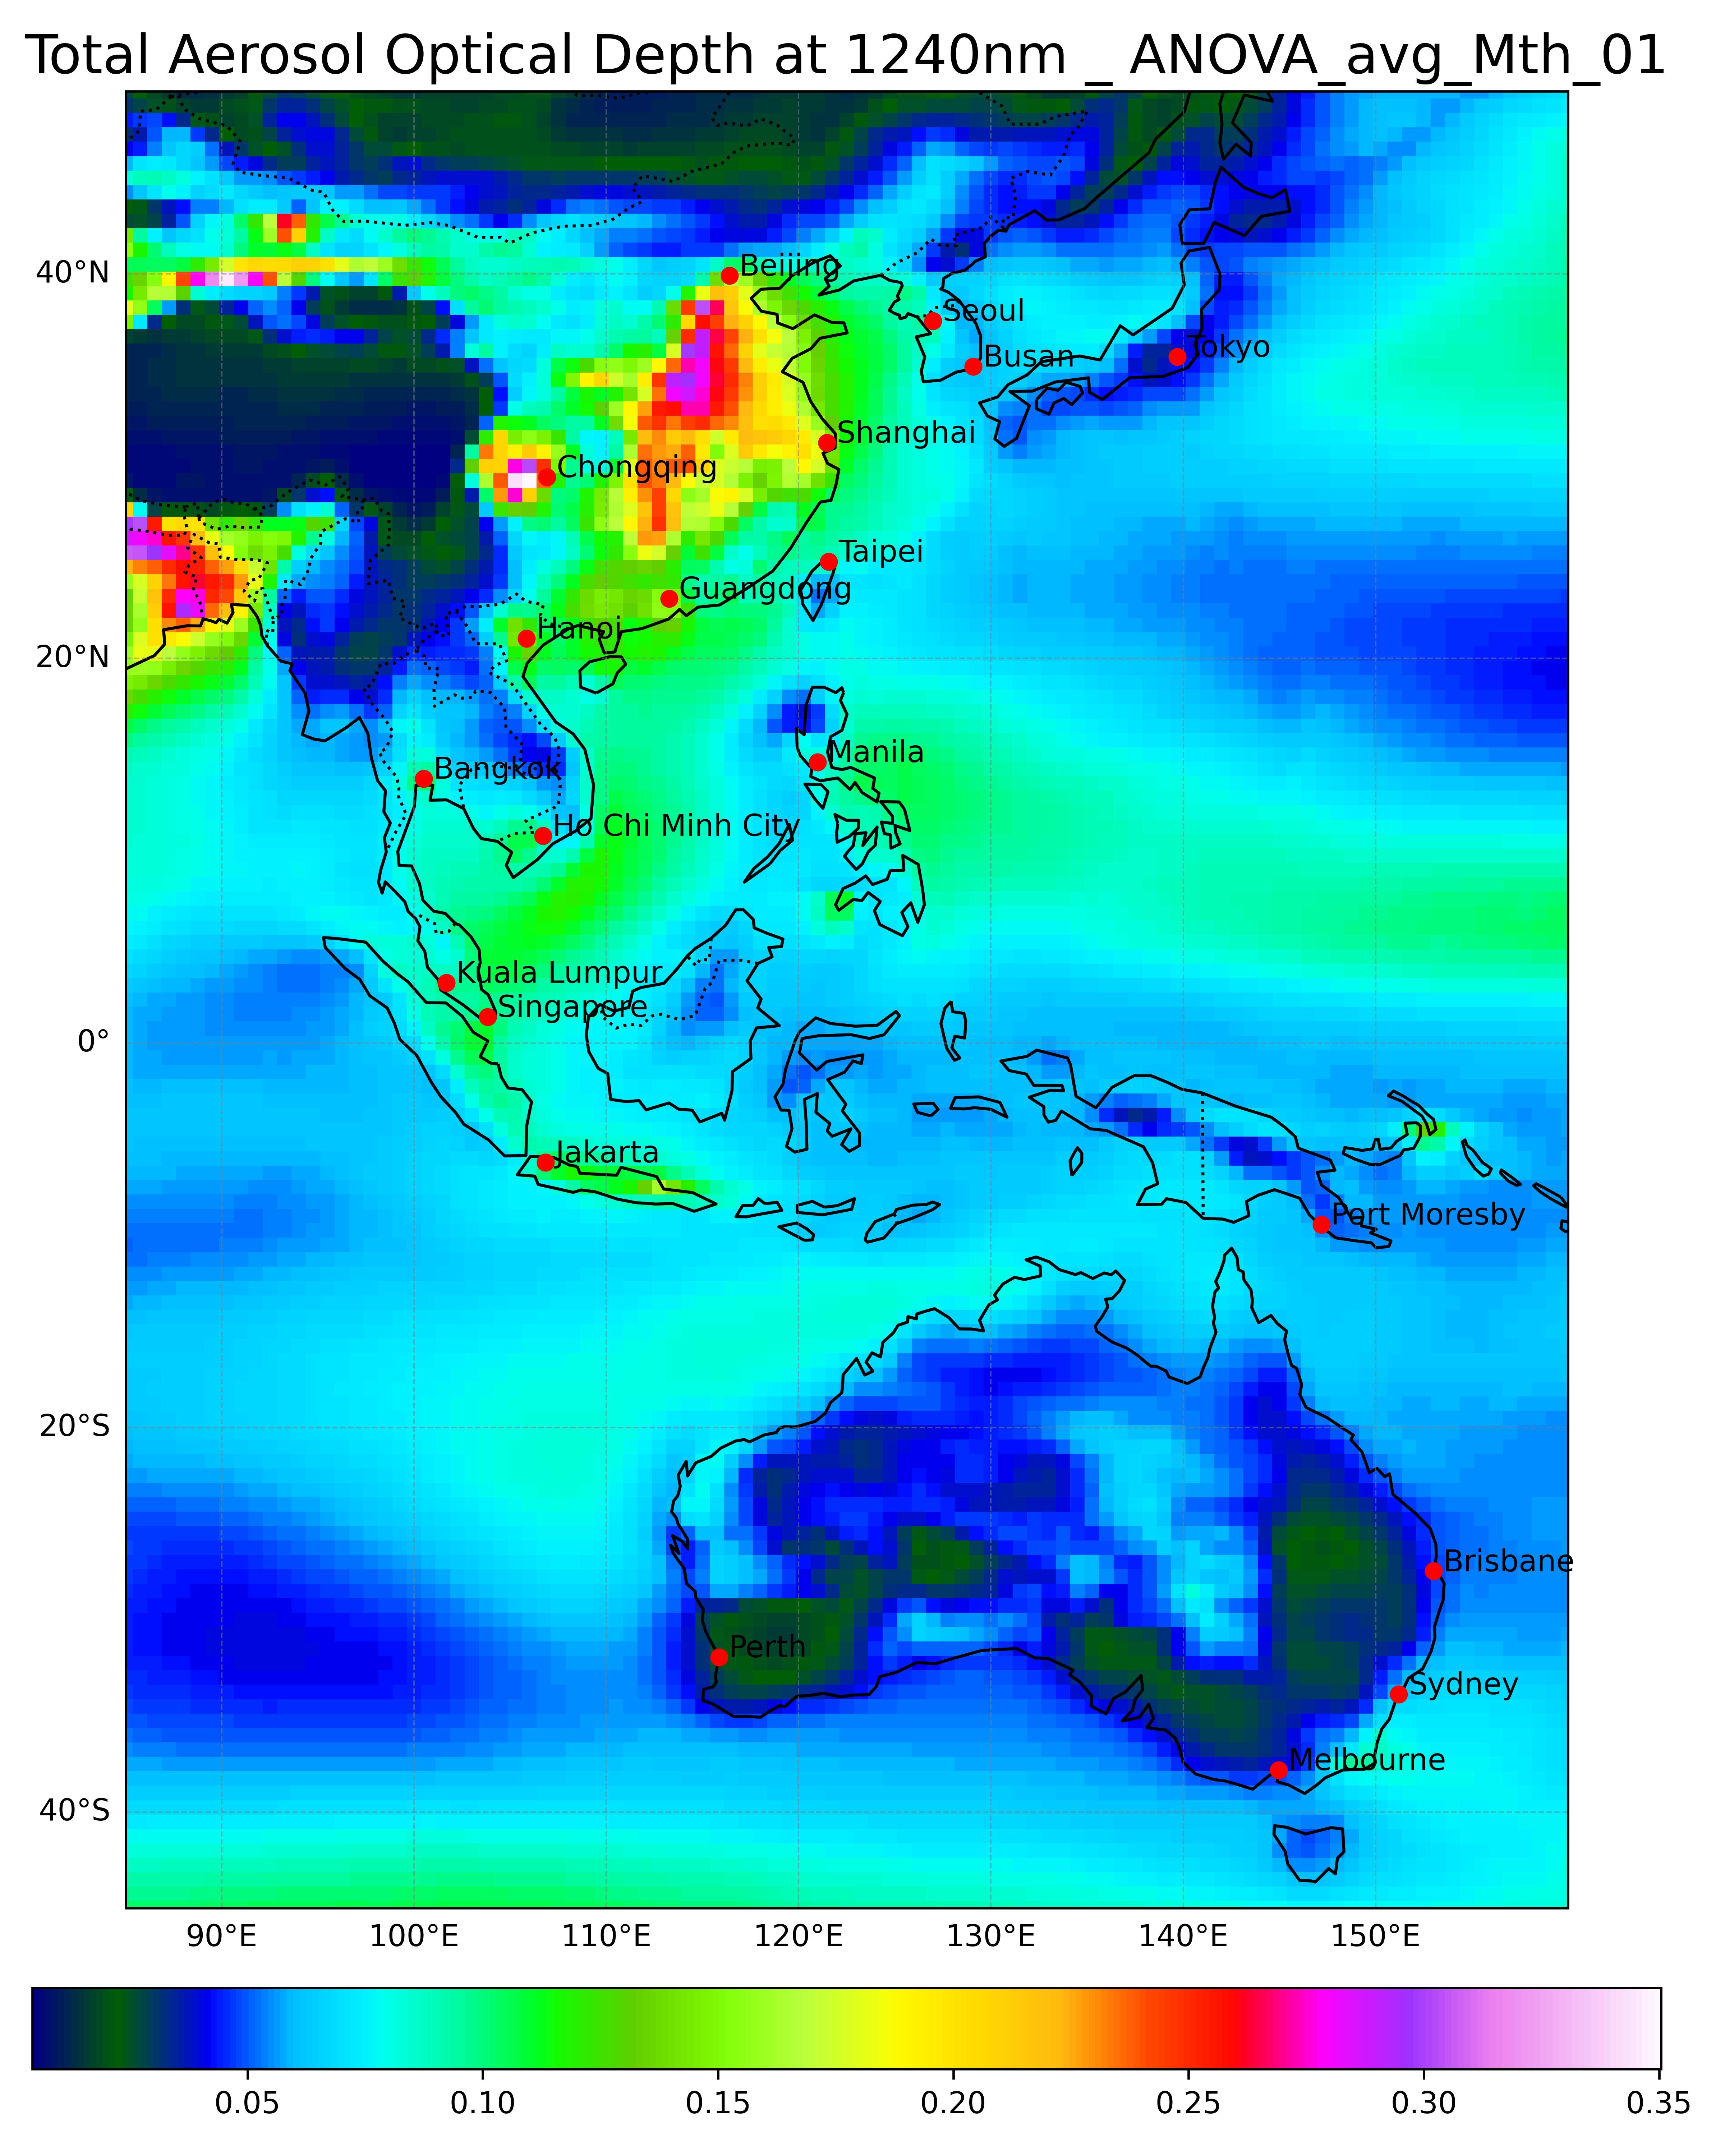 Total Aerosol Optical Depth at 1240nm _ ANOVA_avg_Mth_01
40°N
20°N
0°
20°S
40°S
Beijing
Seoul
Busan
Tokyo
Shanghai
Chongqing
Taipei
Guangdong
Hanoi
Manila
Bangkok
Ho Chi Minh City
Kuala Lumpur
Singapore
Jakarta
Port Moresby
Brisbane
Perth
Sydney
Melbourne
90°E 100°E 110°E 120°E 130°E 140°E 150°E
0.05 0.10 0.15 0.20 0.25 0.30 0.35